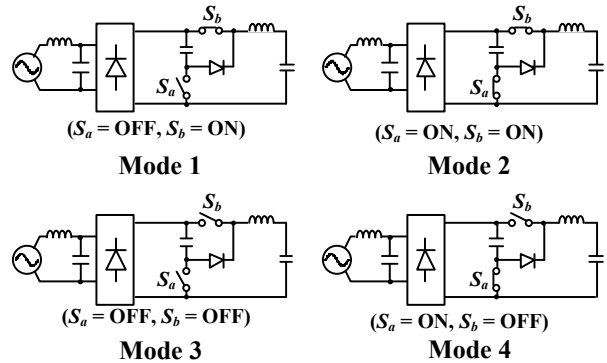 S_b
S_a
(S_a = OFF, S_b = ON)
Mode 1
S_b
S_a
(S_a = ON, S_b = ON)
Mode 2
S_b
S_a
(S_a = OFF, S_b = OFF)
Mode 3
S_b
S_a
(S_a = ON, S_b = OFF)
Mode 4